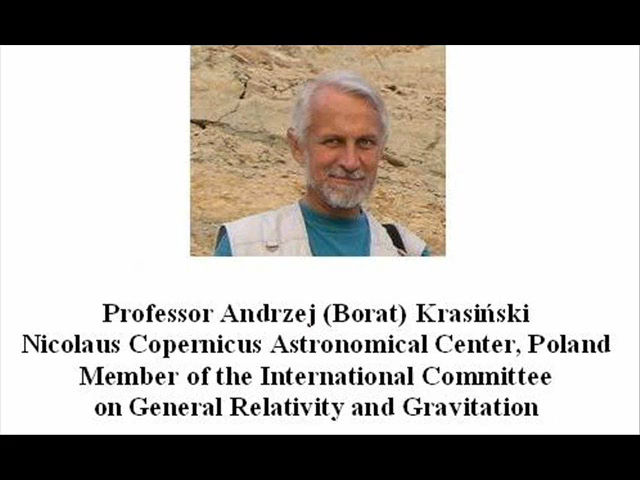 Professor Andrzej (Borat) Krasiński
Nicolaus Copernicus Astronomical Center, Poland
Member of the International Committee
on General Relativity and Gravitation